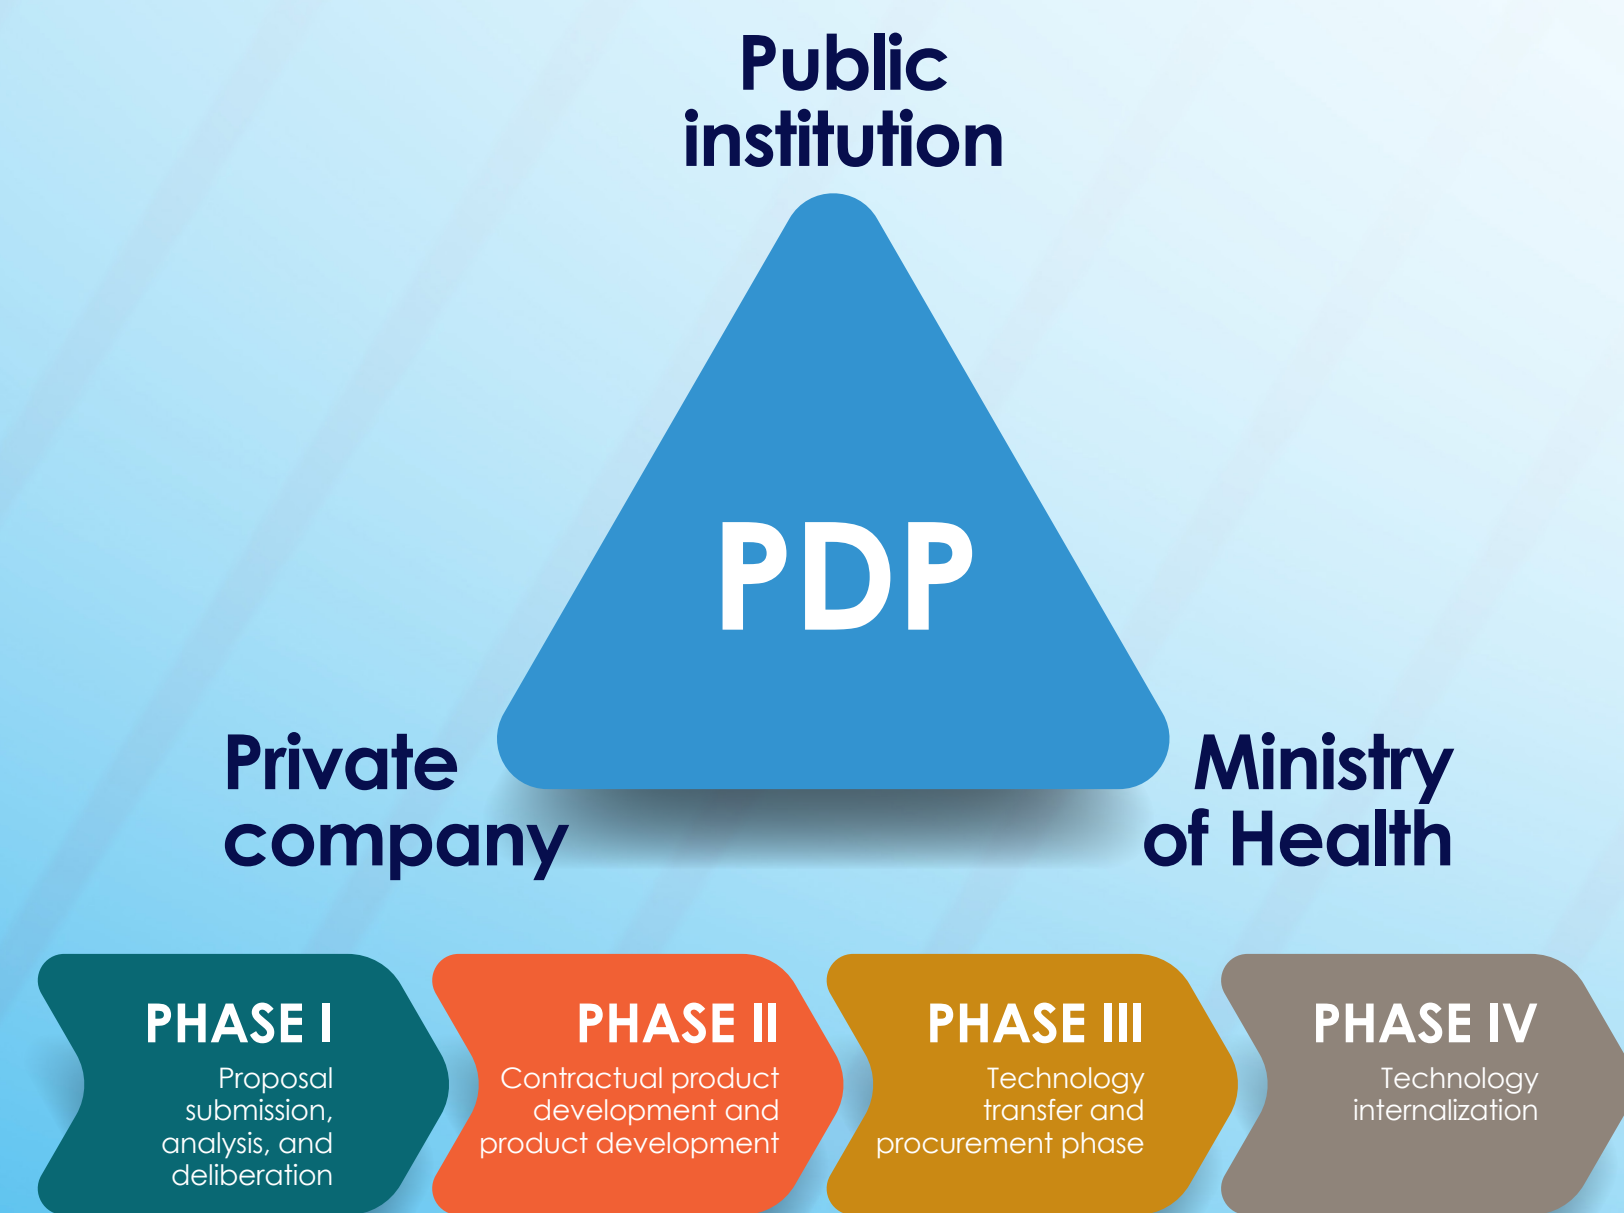 Public
institution
PDP
Private
company
Ministry
of Health
PHASE I
Proposal
submission,
analysis, and
deliberation
PHASE II
Contractual product
development and
product development
PHASE III
Technology
transfer and
procurement phase
PHASE IV
Technology
internalization